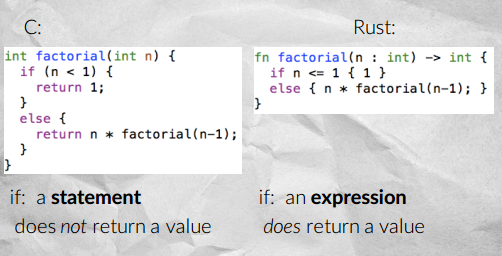 C:
int factorial(int n) {
  if (n < 1) {
    return 1;
  }
  else {
    return n * factorial(n-1);
  }
}
if:  a statement
does not return a value
Rust:
fn factorial(n : int) -> int {
  if n <= 1 { 1 }
  else { n * factorial(n-1); }
}
if:  an expression
does return a value